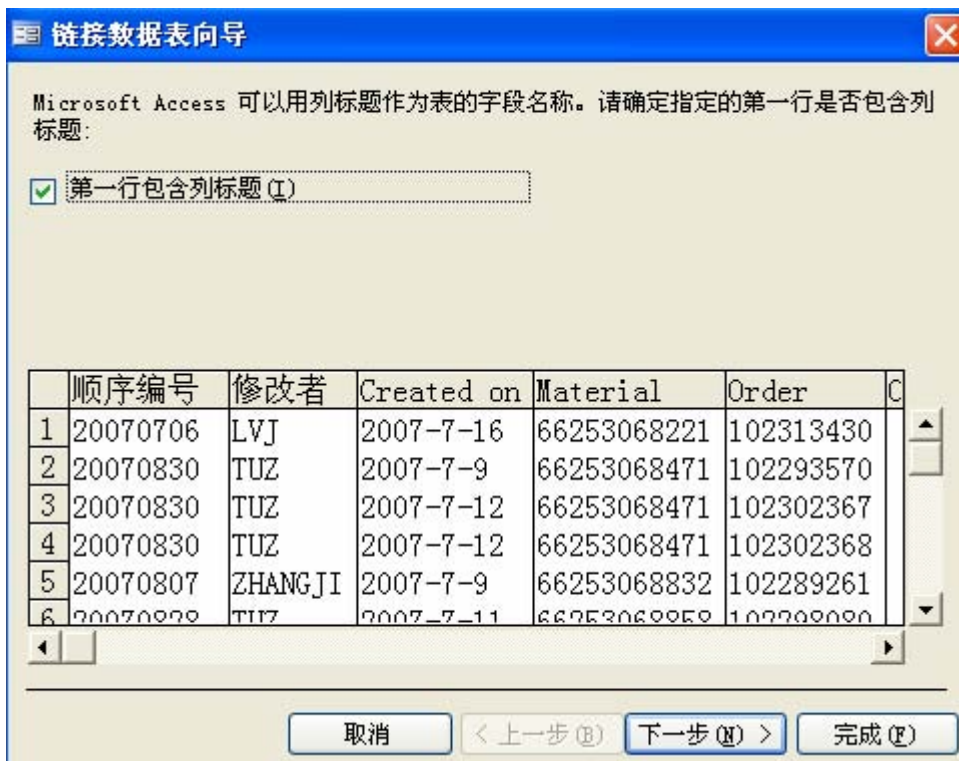 链接数据表向导
Microsoft Access 可以用列标题作为表的字段名称。请确定指定的第一行是否包含列
标题:
第一行包含列标题(I)
顺序编号 修改者 Created on Material Order C
1 20070706 LVJ 2007-7-16 66253068221 102313430
2 20070830 TUZ 2007-7-9 66253068471 102293570
3 20070830 TUZ 2007-7-12 66253068471 102302367
4 20070830 TUZ 2007-7-12 66253068471 102302368
5 20070807 ZHANGJI 2007-7-9 66253068832 102289261
6 TUZ 2007-7-11
取消 < 上一步(B) 下一步(N) > 完成(F)